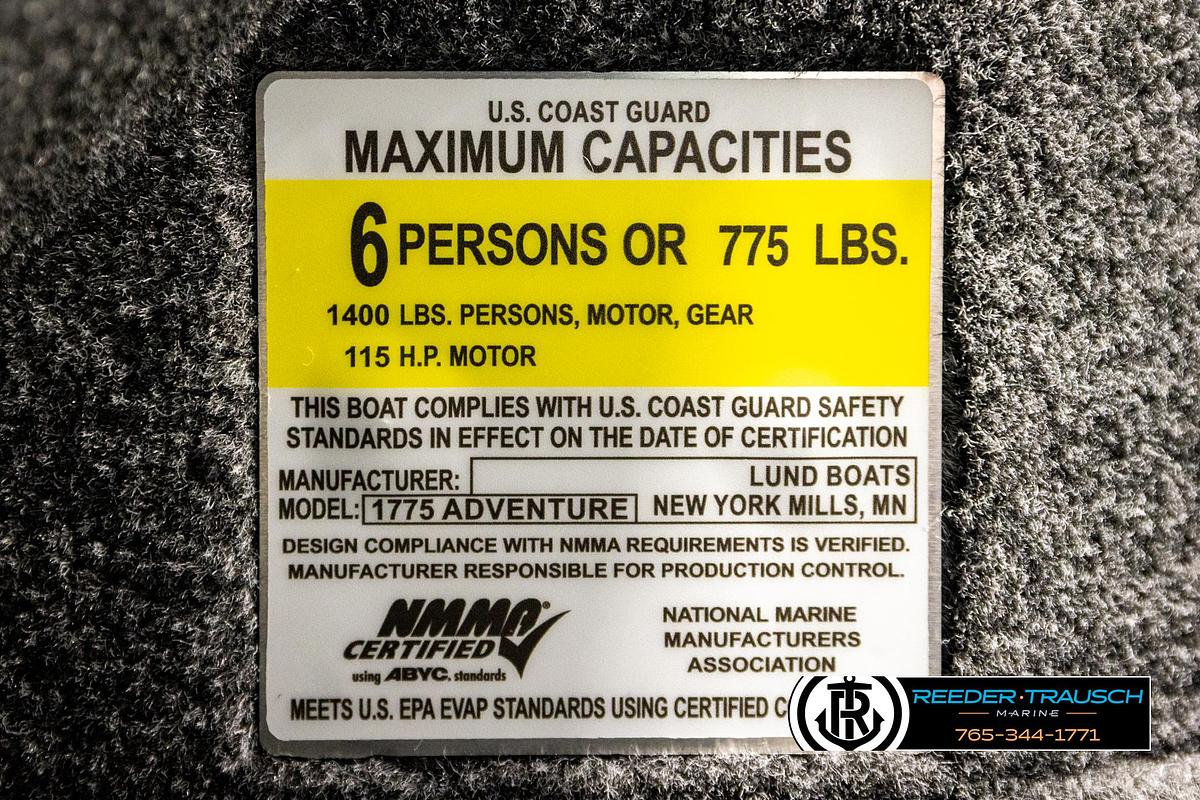 U.S. COAST GUARD
MAXIMUM CAPACITIES
6 PERSONS OR 775 LBS.
1400 LBS. PERSONS, MOTOR, GEAR
115 H.P. MOTOR
THIS BOAT COMPLIES WITH U.S. COAST GUARD SAFETY
STANDARDS IN EFFECT ON THE DATE OF CERTIFICATION
MANUFACTURER: LUND BOATS
MODEL: 1775 ADVENTURE NEW YORK MILLS, MN
DESIGN COMPLIANCE WITH NMMA REQUIREMENTS IS VERIFIED.
MANUFACTURER RESPONSIBLE FOR PRODUCTION CONTROL.
NMMA®
CERTIFIED
using ABYC. standards
NATIONAL MARINE
MANUFACTURERS
ASSOCIATION
MEETS U.S. EPA EVAP STANDARDS USING CERTIFIED
REEDER·TRAUSCH
MARINE
765-344-1771